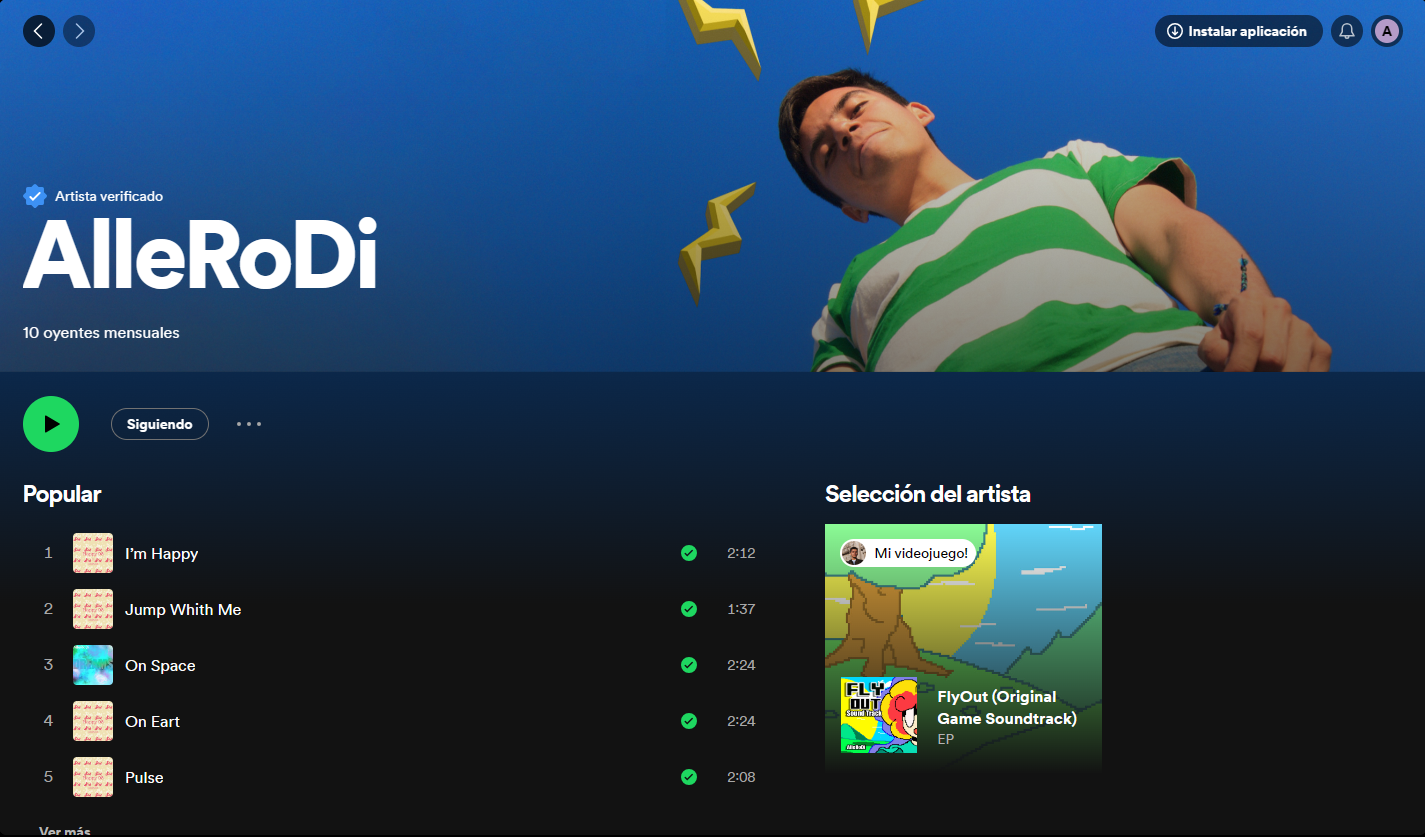 Instalar aplicación
A
Artista verificado
AlleRoDi
10 oyentes mensuales
Siguiendo
Popular
1 I'm Happy 2:12
2 Jump Whith Me 1:37
3 On Space 2:24
4 On Eart 2:24
5 Pulse 2:08
Ver más
Selección del artista
Mi videojuego!
FLY
OUT
Sound Track
AlleRoDi
FlyOut (Original
Game Soundtrack)
EP